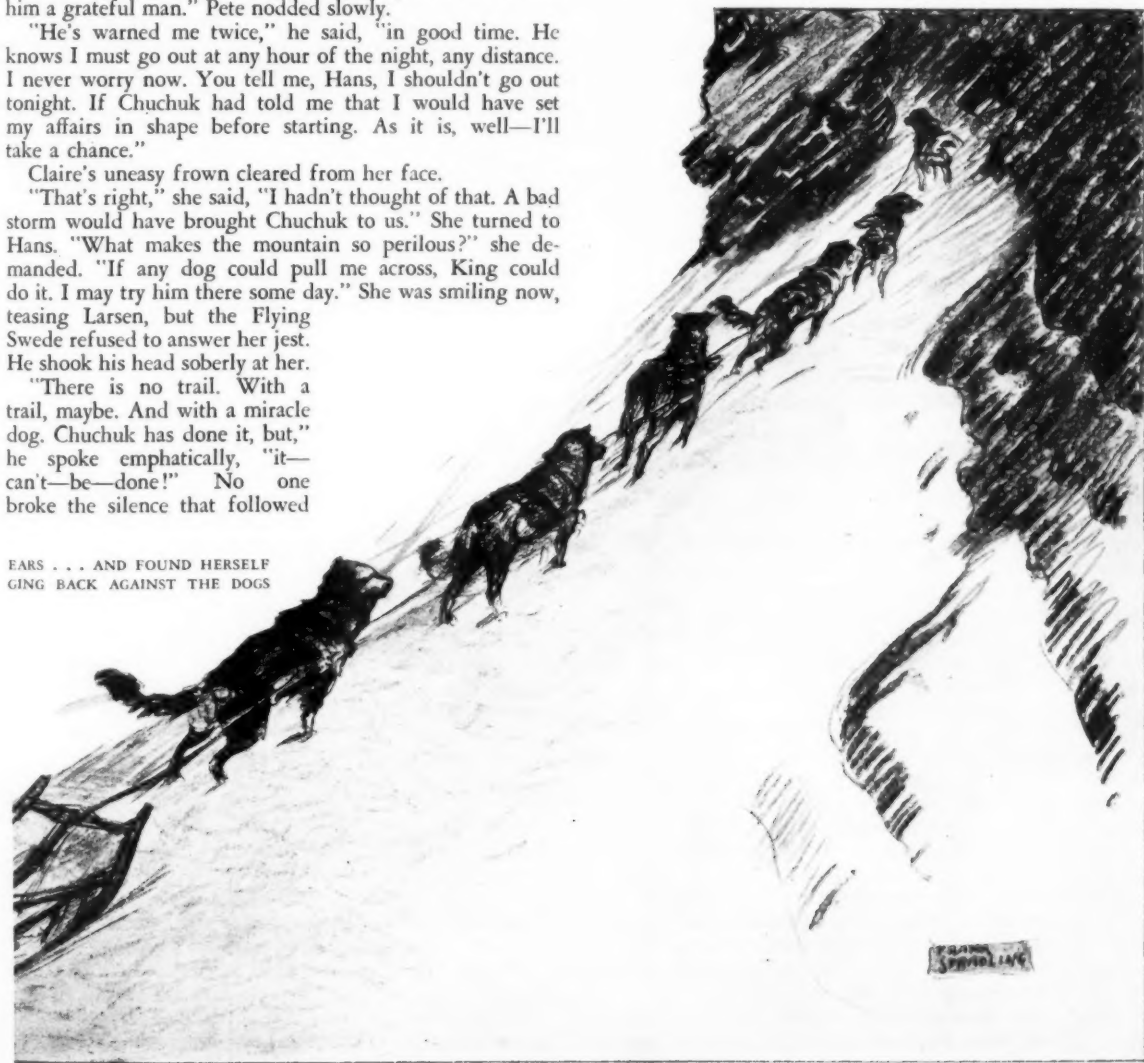 him a grateful man." Pete nodded slowly.
"He's warned me twice," he said, "in good time. He
knows I must go out at any hour of the night, any distance.
I never worry now. You tell me, Hans, I shouldn't go out
tonight. If Chuchuk had told me that I would have set
my affairs in shape before starting. As it is, well—I'll
take a chance."
Claire's uneasy frown cleared from her face.
"That's right," she said, "I hadn't thought of that. A bad
storm would have brought Chuchuk to us." She turned to
Hans. "What makes the mountain so perilous?" she de-
manded. "If any dog could pull me across, King could
do it. I may try him there some day." She was smiling now,
teasing Larsen, but the Flying
Swede refused to answer her jest.
He shook his head soberly at her.
"There is no trail. With a
trail, maybe. And with a miracle
dog. Chuchuk has done it, but,"
he spoke emphatically, "it—
can't—be—done!" No one
broke the silence that followed
EARS . . . AND FOUND HERSELF
GING BACK AGAINST THE DOGS
FRANK
SPRADLING